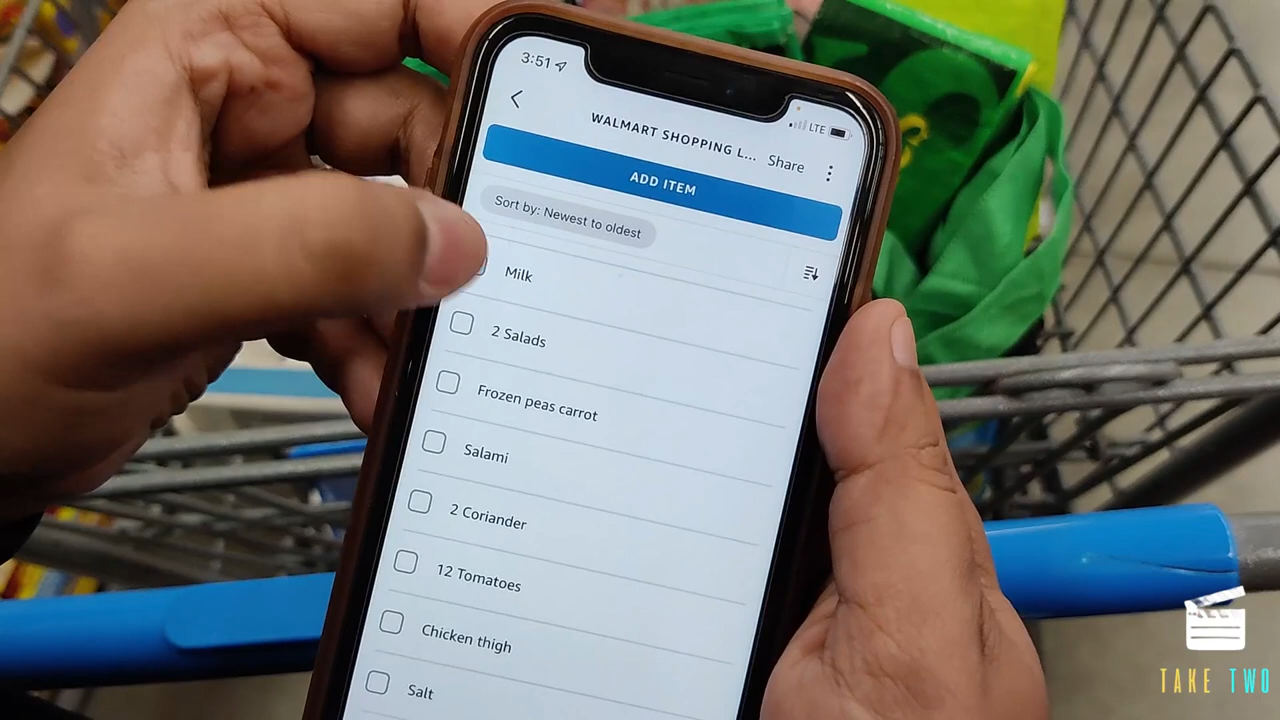 3:51
LTE
WALMART SHOPPING L...
Share
ADD ITEM
Sort by: Newest to oldest
Milk
2 Salads
Frozen peas carrot
Salami
2 Coriander
12 Tomatoes
Chicken thigh
Salt
TAKE TWO